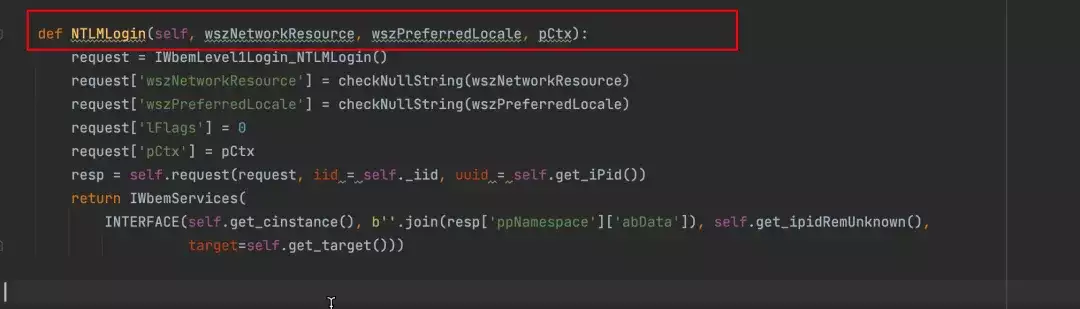 def NTLMLogin(self, wszNetworkResource, wszPreferredLocale, pCtx):
    request = IWbemLevel1Login_NTLMLogin()
    request['wszNetworkResource'] = checkNullString(wszNetworkResource)
    request['wszPreferredLocale'] = checkNullString(wszPreferredLocale)
    request['lFlags'] = 0
    request['pCtx'] = pCtx
    resp = self.request(request, iid = self._iid, uuid = self.get_iPid())
    return IWbemServices(
        INTERFACE(self.get_cinstance(), b''.join(resp['ppNamespace']['abData']), self.get_ipidRemUnknown(),
                  target=self.get_target()))